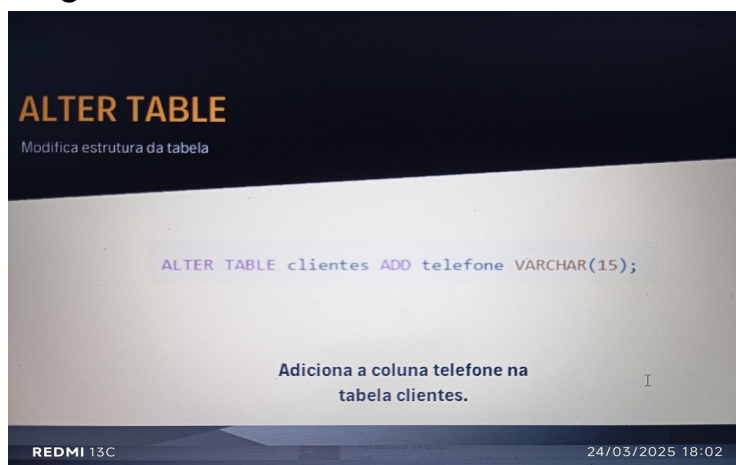 ALTER TABLE
Modifica estrutura da tabela
ALTER TABLE clientes ADD telefone VARCHAR(15);
Adiciona a coluna telefone na
tabela clientes.
REDMI 13C
24/03/2025 18:02